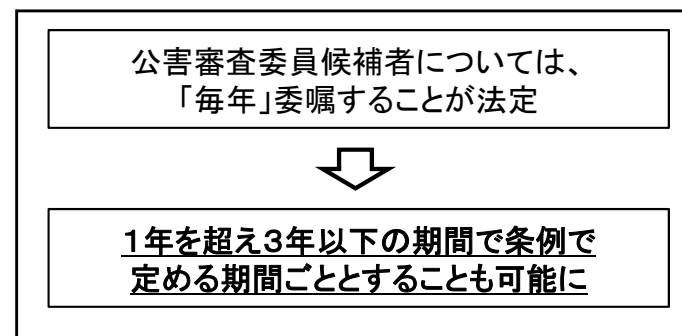 公害審査委員候補者については、
「毎年」委嘱することが法定
１年を超え３年以下の期間で条例で
定める期間ごととすることも可能に